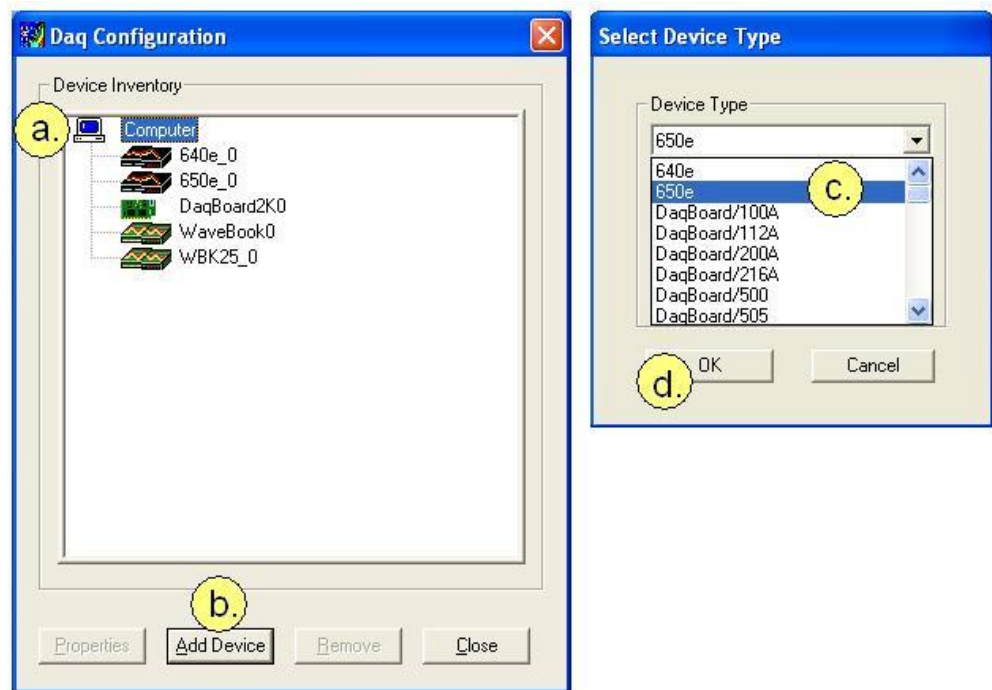 Daq Configuration
Device Inventory
a.
Computer
640e_0
650e_0
DaqBoard2K0
WaveBook0
WBK25_0
b.
Properties
Add Device
Remove
Close
Select Device Type
Device Type
650e
640e
650e
c.
DaqBoard/100A
DaqBoard/112A
DaqBoard/200A
DaqBoard/216A
DaqBoard/500
DaqBoard/505
d.
OK
Cancel